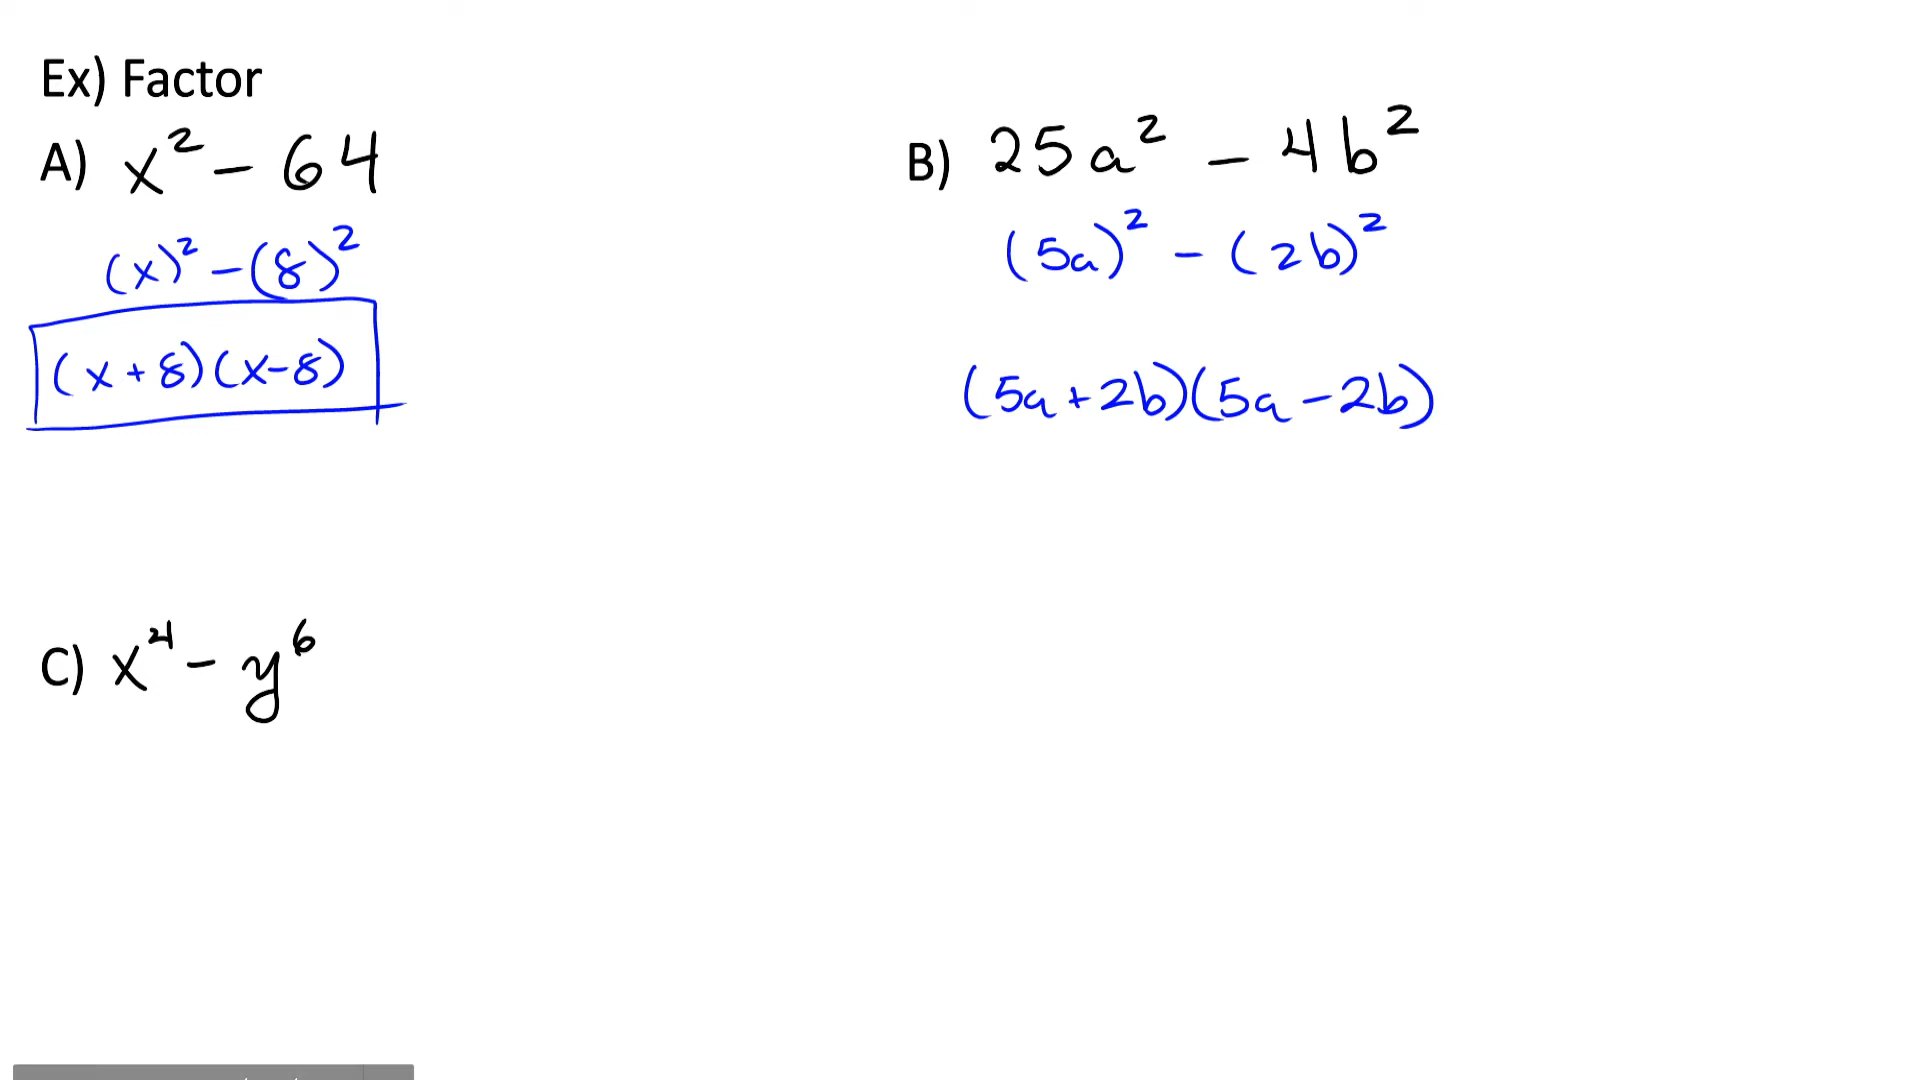 Ex) Factor
A) x² - 64
(x)² - (8)²
(x+8)(x-8)
B) 25a² - 4b²
(5a)² - (2b)²
(5a+2b)(5a-2b)
C) x⁴ - y⁶